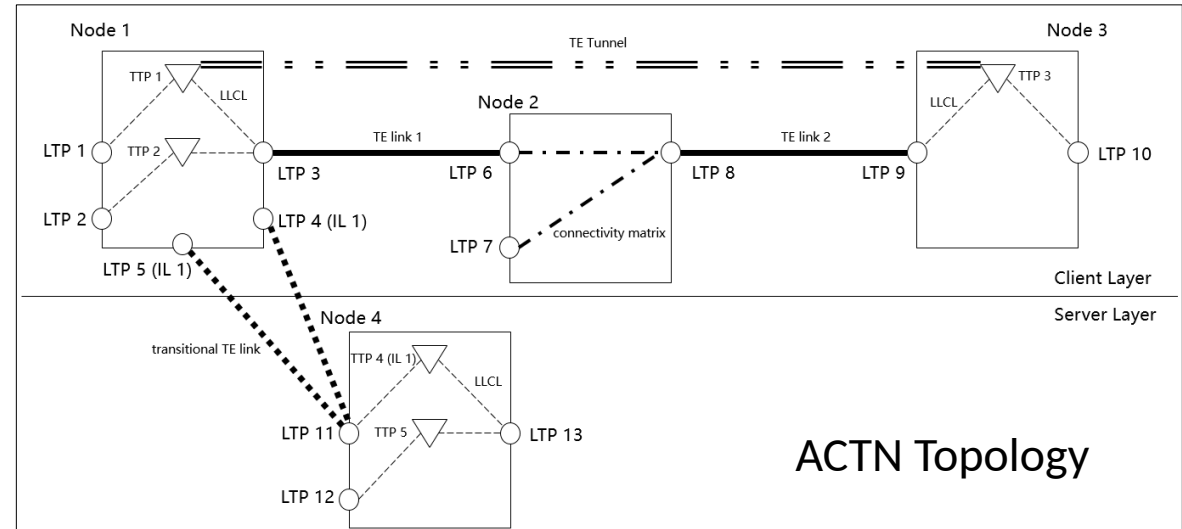 Node 1
Node 3
TE Tunnel
TTP 1
TTP 3
LLCL
LLCL
Node 2
TE link 1
TE link 2
LTP 1
TTP 2
LTP 3
LTP 6
LTP 8
LTP 9
LTP 10
LTP 2
LTP 4 (IL 1)
connectivity matrix
LTP 7
LTP 5 (IL 1)
Client Layer
Server Layer
Node 4
transitional TE link
TTP 4 (IL 1)
LLCL
LTP 11
TTP 5
LTP 13
ACTN Topology
LTP 12